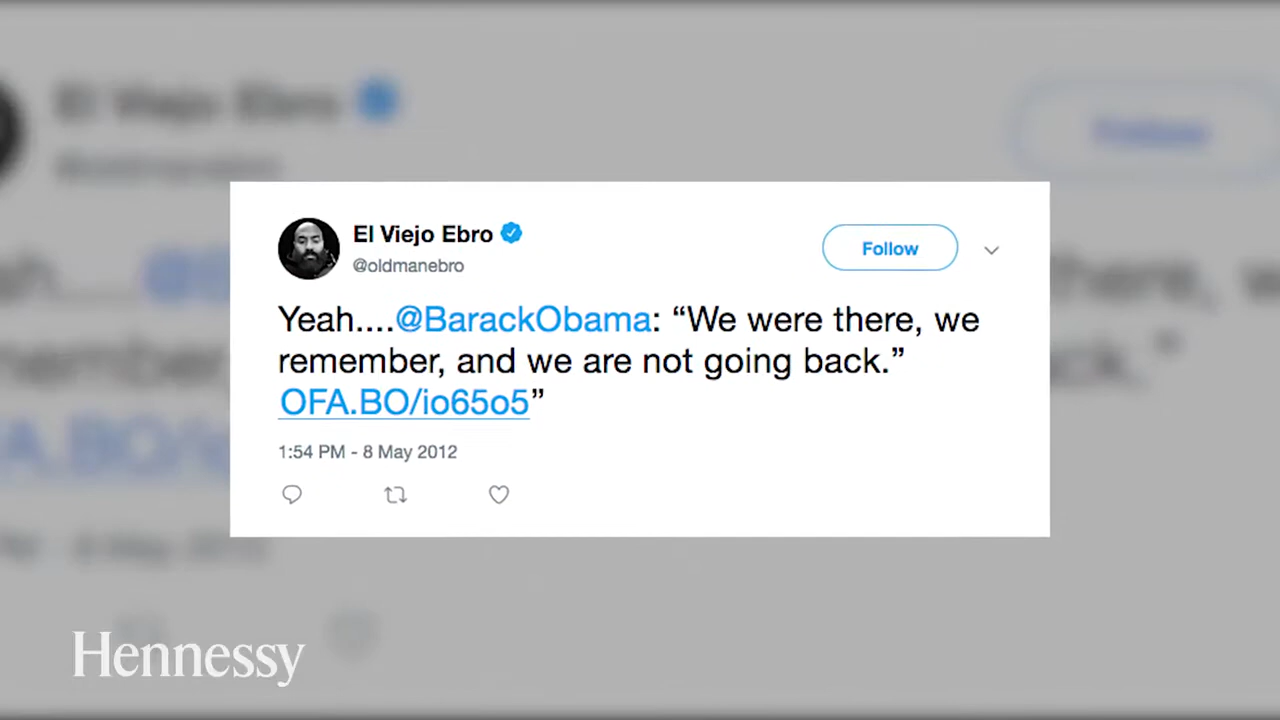 El Viejo Ebro
@oldmanebro
Follow
Yeah....@BarackObama: “We were there, we
remember, and we are not going back.”
OFA.BO/io65o5”
1:54 PM - 8 May 2012
Hennessy